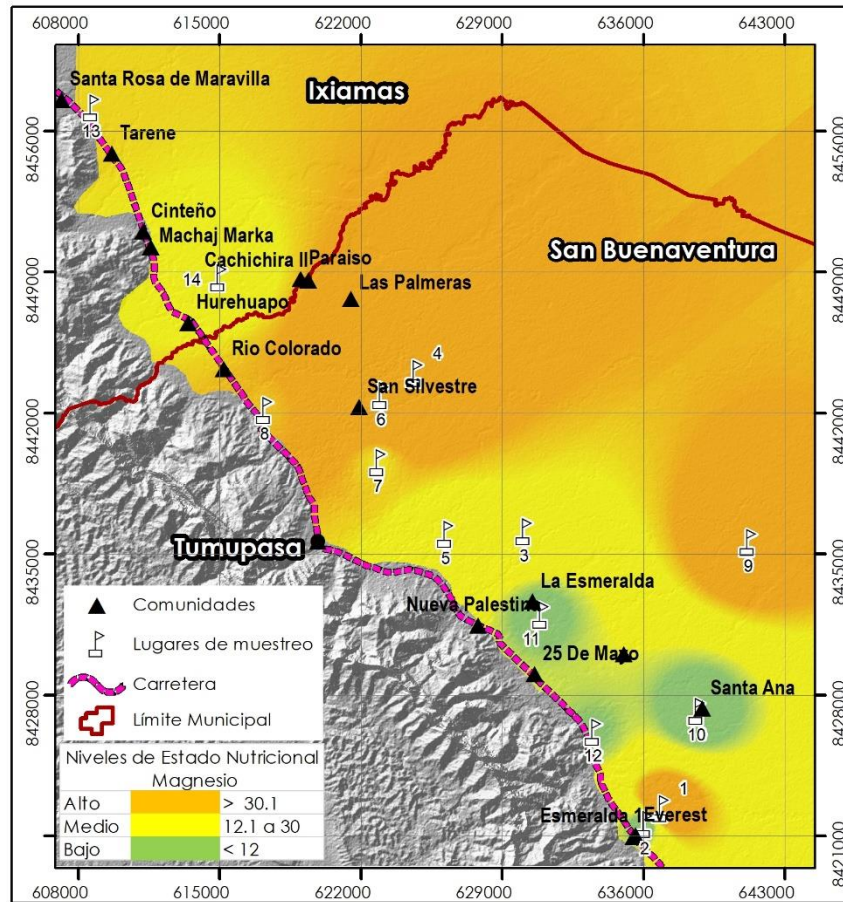 608000 615000 622000 629000 636000 643000
8456000
8449000
8442000
8435000
8428000
8421000
Santa Rosa de Maravilla
Ixiamas
13
Tarene
Cinteño
Machaj Marka
San Buenaventura
Cachichira II Paraiso
14
Las Palmeras
Hurehuapo
Rio Colorado
4
San Silvestre
6
8
7
Tumupasa
5
3
9
La Esmeralda
Nueva Palestina
11
25 De Mayo
Santa Ana
10
12
1
Esmeralda 1 Everest
2
Comunidades
Lugares de muestreo
Carretera
Límite Municipal
Niveles de Estado Nutricional
Magnesio
Alto > 30.1
Medio 12.1 a 30
Bajo < 12
8456000
8449000
8442000
8435000
8428000
8421000
608000 615000 622000 629000 636000 643000